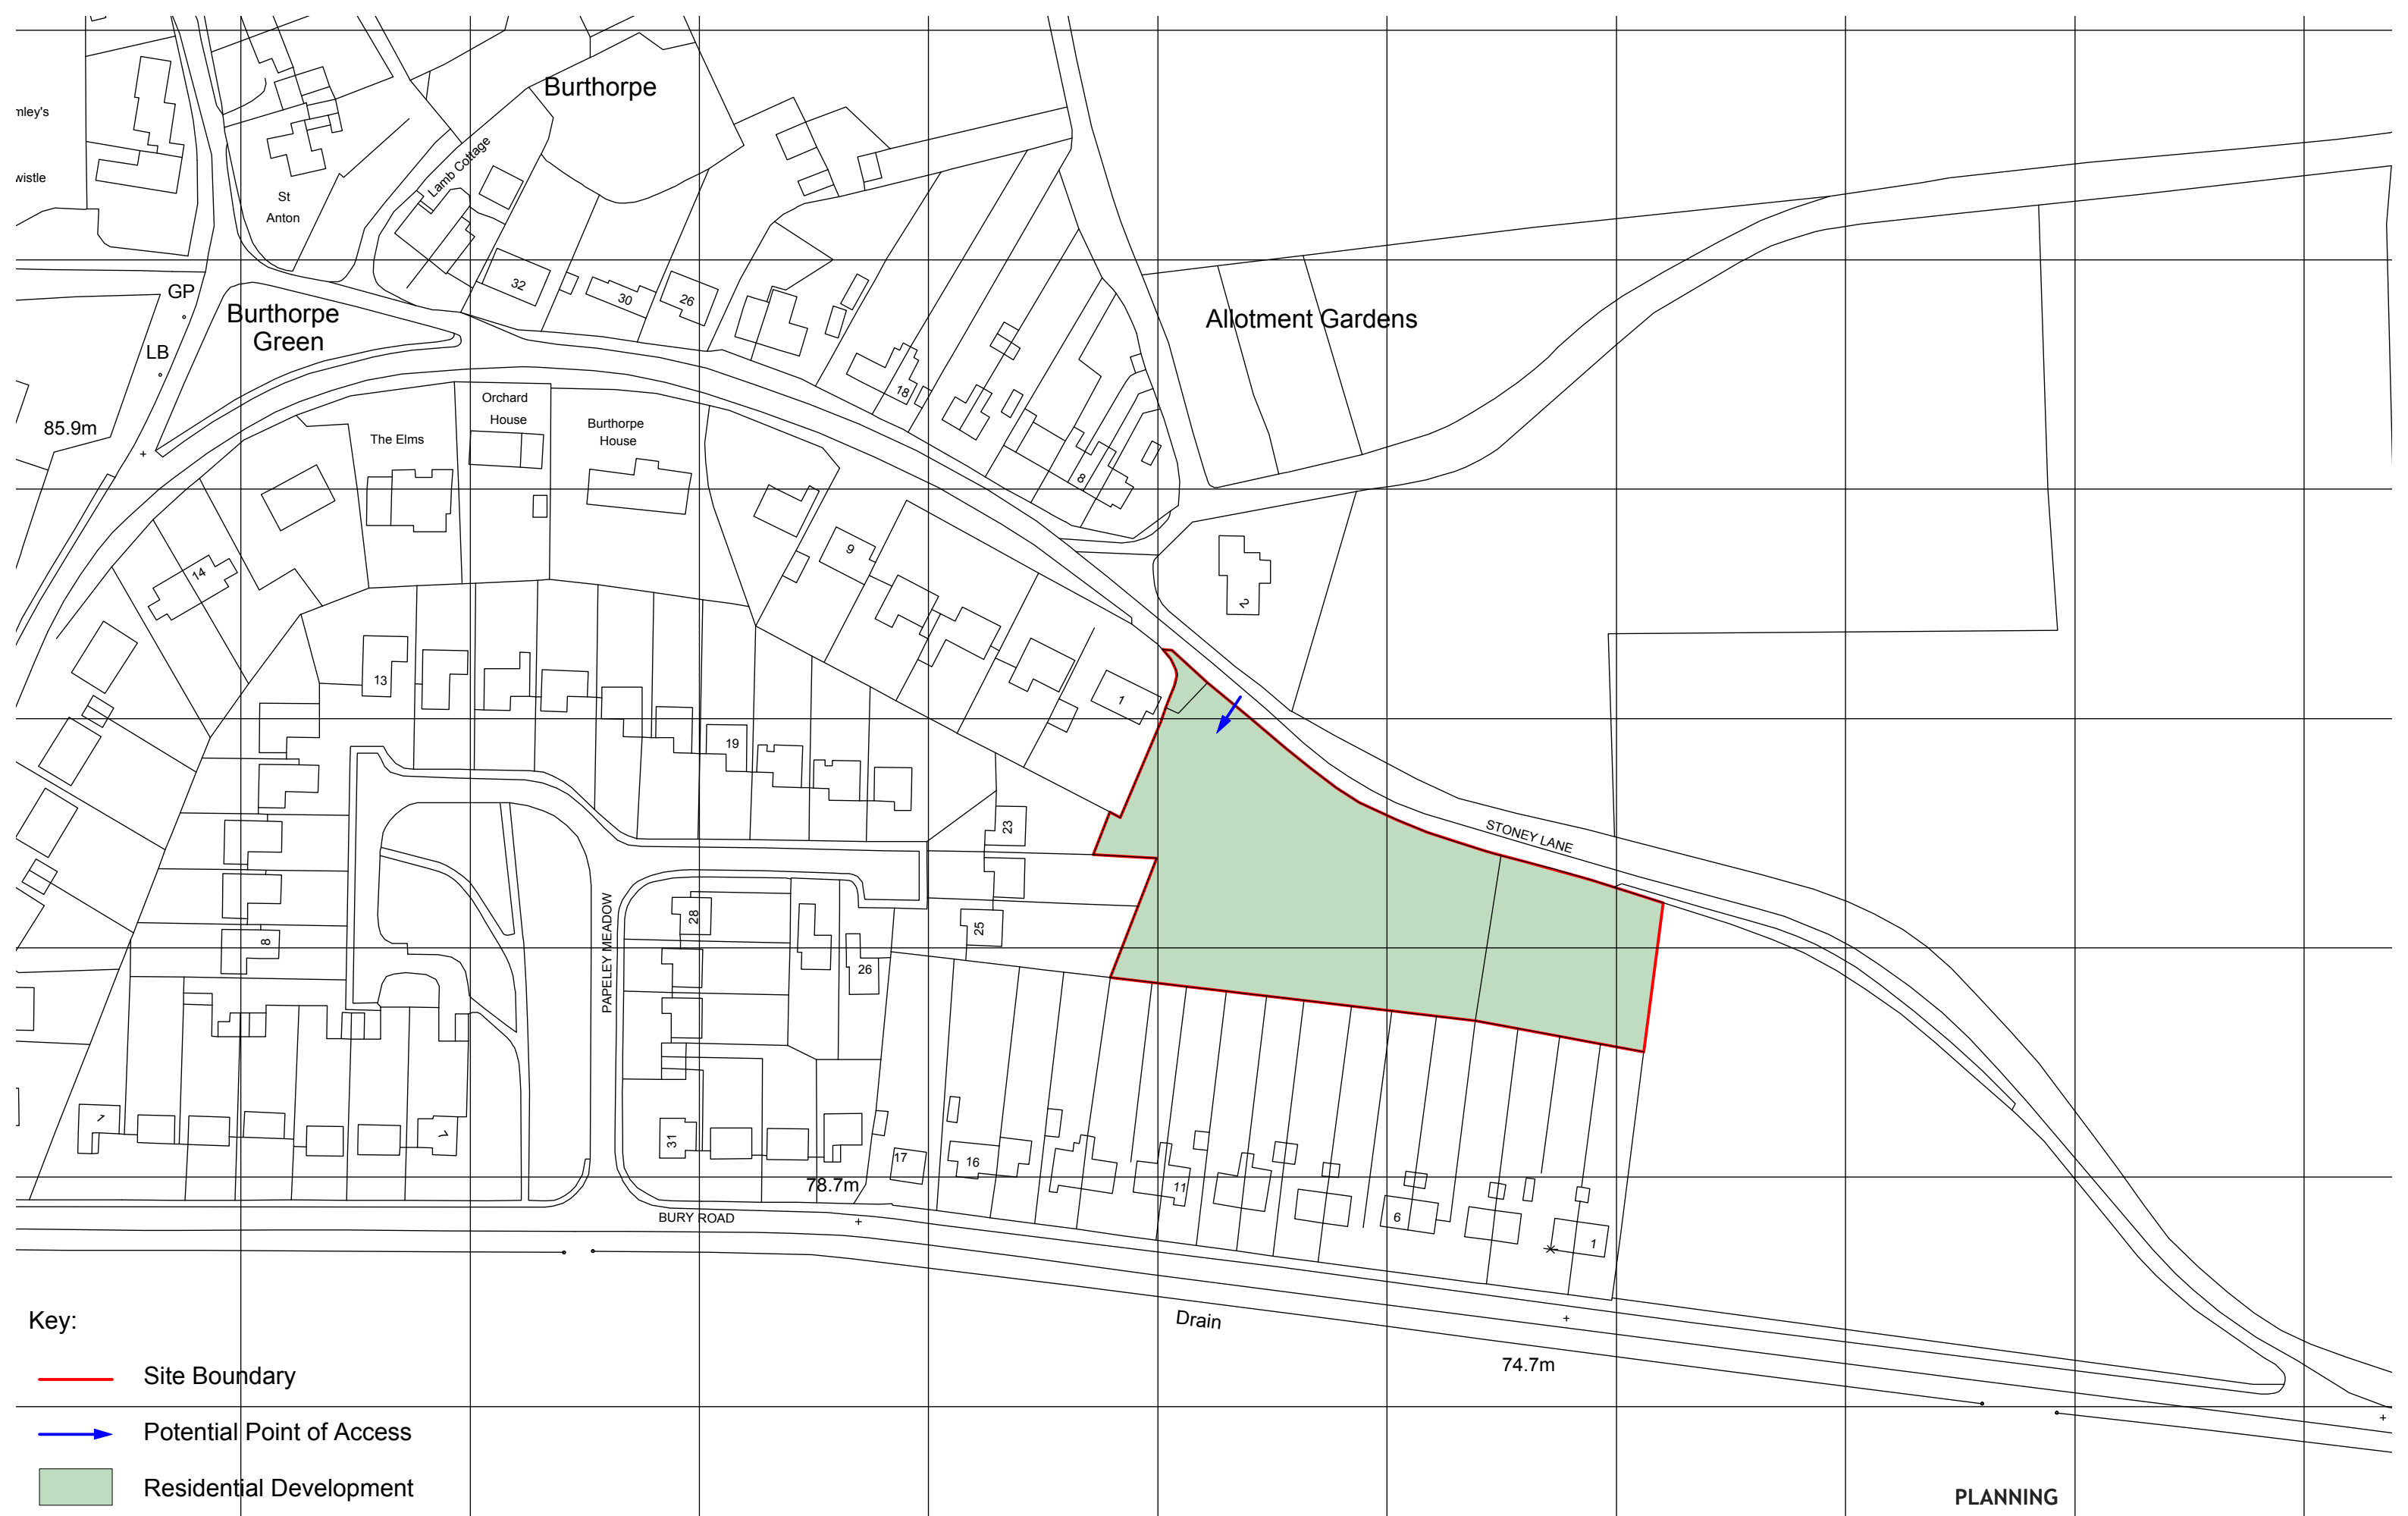 Burthorpe
mley's
Lamb Cottage
wistle
St
Anton
32
30
26
GP
Burthorpe
Green
LB
Allotment Gardens
18
Orchard
House
Burthorpe
House
The Elms
85.9m
8
9
14
2
13
1
19
23
STONEY LANE
28
25
8
26
PAPELEY MEADOW
1
7
31
17
16
11
78.7m
BURY ROAD
6
1
Drain
74.7m
Key:
Site Boundary
Potential Point of Access
Residential Development
PLANNING